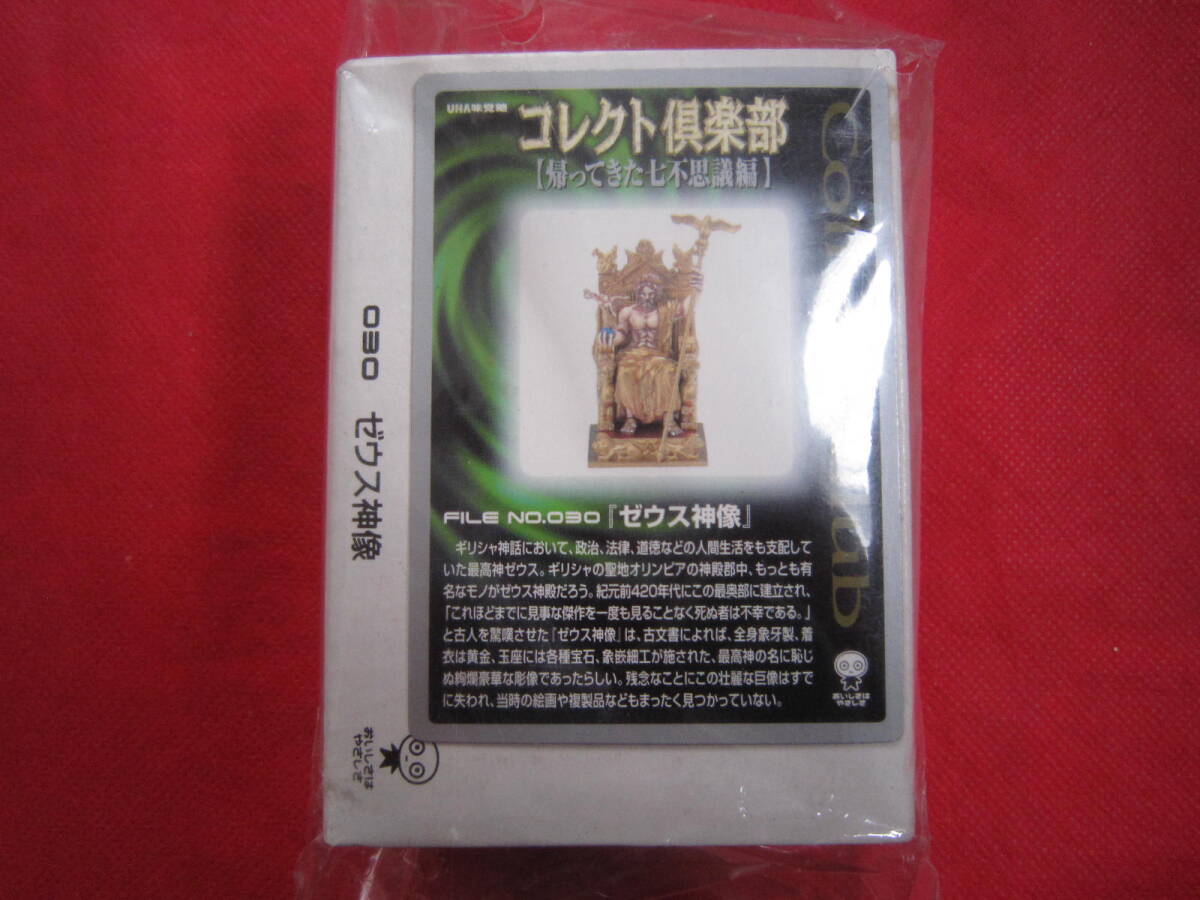 UHA味覚糖
コレクト倶楽部
【帰ってきた七不思議編】
FILE NO.030『ゼウス神像』
ギリシャ神話において、政治、法律、道徳などの人間生活をも支配して
いた最高神ゼウス。ギリシャの聖地オリンピアの神殿郡中、もっとも有
名なモノがゼウス神殿だろう。紀元前420年代にこの最奥部に建立され、
「これほどまでに見事な傑作を一度も見ることなく死ぬ者は不幸である。」
と古人を驚嘆させた『ゼウス神像』は、古文書によれば、全身象牙製、着
衣は黄金、玉座には各種宝石、象嵌細工が施された、最高神の名に恥じ
ぬ絢爛豪華な彫像であったらしい。残念なことにこの壮麗な巨像はすで
に失われ、当時の絵画や複製品などもまったく見つかっていない。
おいしさは
やさしさ
030 ゼウス神像
おいしさは
やさしさ